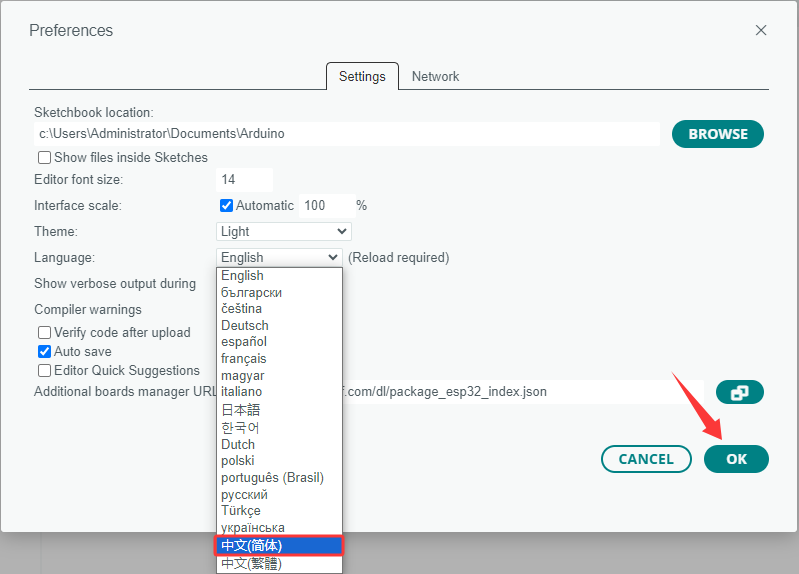 Preferences
Settings Network
Sketchbook location:
c:\Users\Administrator\Documents\Arduino BROWSE
Show files inside Sketches
Editor font size: 14
Interface scale: Automatic 100 %
Theme: Light
Language: English (Reload required)
Show verbose output during
Compiler warnings
Verify code after upload
Auto save
Editor Quick Suggestions
Additional boards manager URL f.com/dl/package_esp32_index.json
English
български
čeština
Deutsch
español
français
magyar
italiano
日本語
한국어
Dutch
polski
português (Brasil)
русский
Türkçe
українська
中文(简体)
中文(繁體)
CANCEL OK